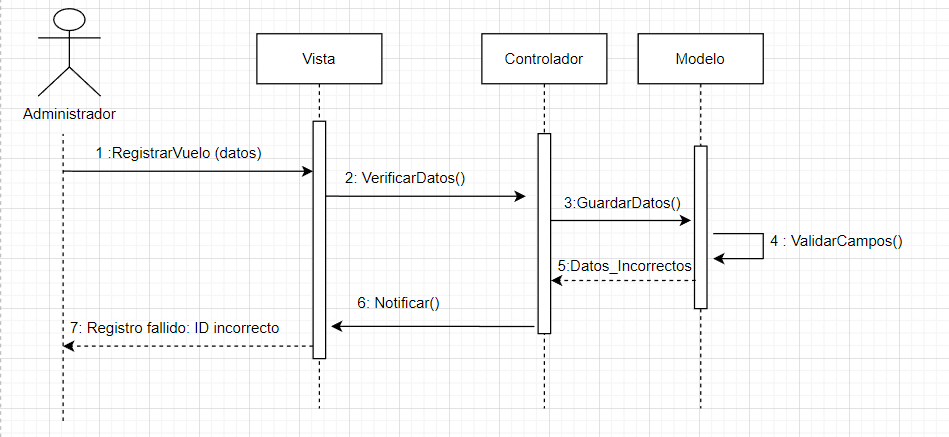 Vista
Controlador
Modelo
Administrador
1 :RegistrarVuelo (datos)
2: VerificarDatos()
3:GuardarDatos()
4 : ValidarCampos()
5:Datos_Incorrectos
6: Notificar()
7: Registro fallido: ID incorrecto